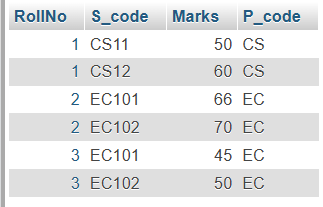 RollNo S_code Marks P_code
1 CS11 50 CS
1 CS12 60 CS
2 EC101 66 EC
2 EC102 70 EC
3 EC101 45 EC
3 EC102 50 EC